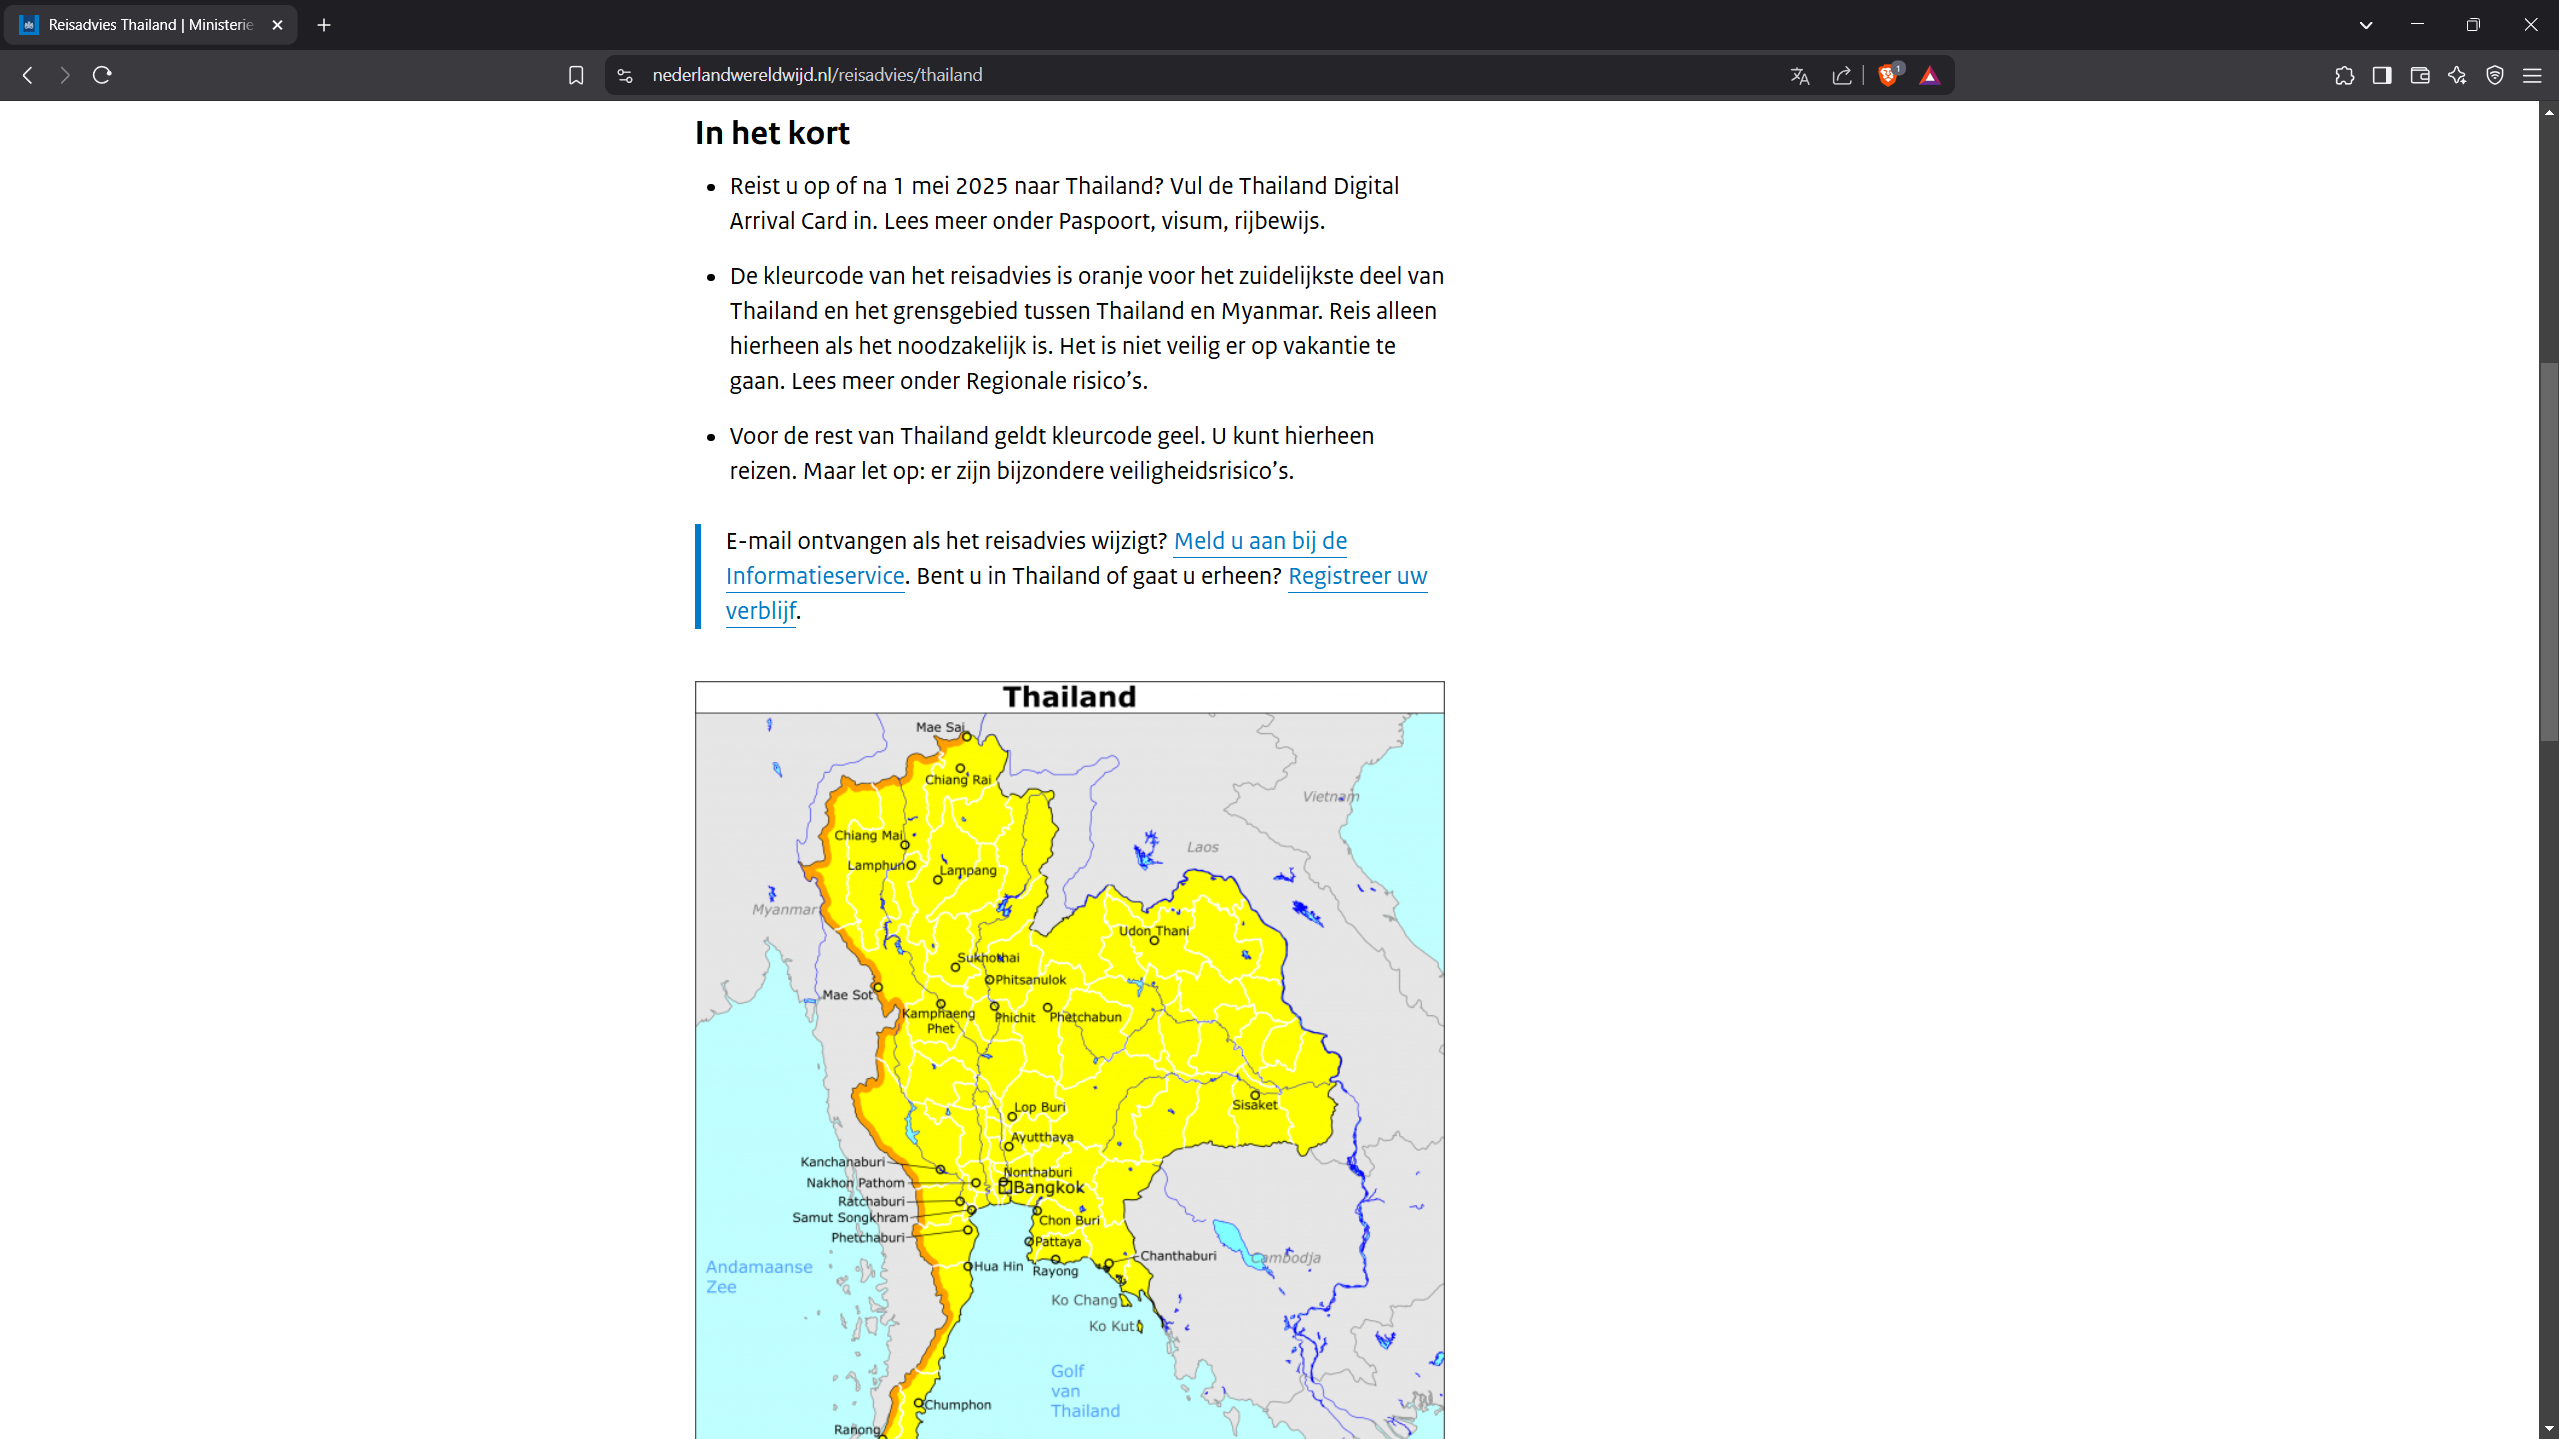 Reisadvies Thailand | Ministerie
nederlandwereldwijd.nl/reisadvies/thailand
1
In het kort
Reist u op of na 1 mei 2025 naar Thailand? Vul de Thailand Digital
Arrival Card in. Lees meer onder Paspoort, visum, rijbewijs.
De kleurcode van het reisadvies is oranje voor het zuidelijkste deel van
Thailand en het grensgebied tussen Thailand en Myanmar. Reis alleen
hierheen als het noodzakelijk is. Het is niet veilig er op vakantie te
gaan. Lees meer onder Regionale risico’s.
Voor de rest van Thailand geldt kleurcode geel. U kunt hierheen
reizen. Maar let op: er zijn bijzondere veiligheidsrisico’s.
E-mail ontvangen als het reisadvies wijzigt? Meld u aan bij de
Informatieservice. Bent u in Thailand of gaat u erheen? Registreer uw
verblijf.
Thailand
Mae Sai
Chiang Rai
Vietnam
Chiang Mai
Laos
Lamphun
Lampang
Myanmar
Udon Thani
Sukhothai
Phitsanulok
Mae Sot
Kamphaeng
Phet
Phichit
Phetchabun
Sisaket
Lop Buri
Ayutthaya
Kanchanaburi
Nonthaburi
Nakhon Pathom
Bangkok
Ratchaburi
Samut Songkhram
Chon Buri
Phetchaburi
Pattaya
Chanthaburi
Cambodja
Andamaanse
Zee
Hua Hin
Rayong
Ko Chang
Ko Kut
Golf
van
Thailand
Chumphon
Ranong